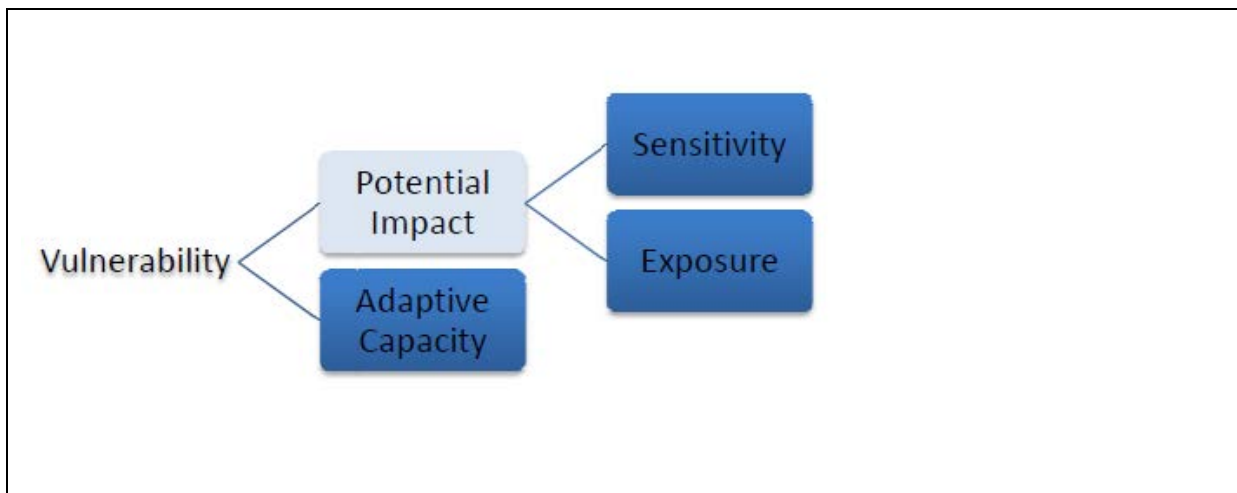 Vulnerability
Potential
Impact
Adaptive
Capacity
Sensitivity
Exposure